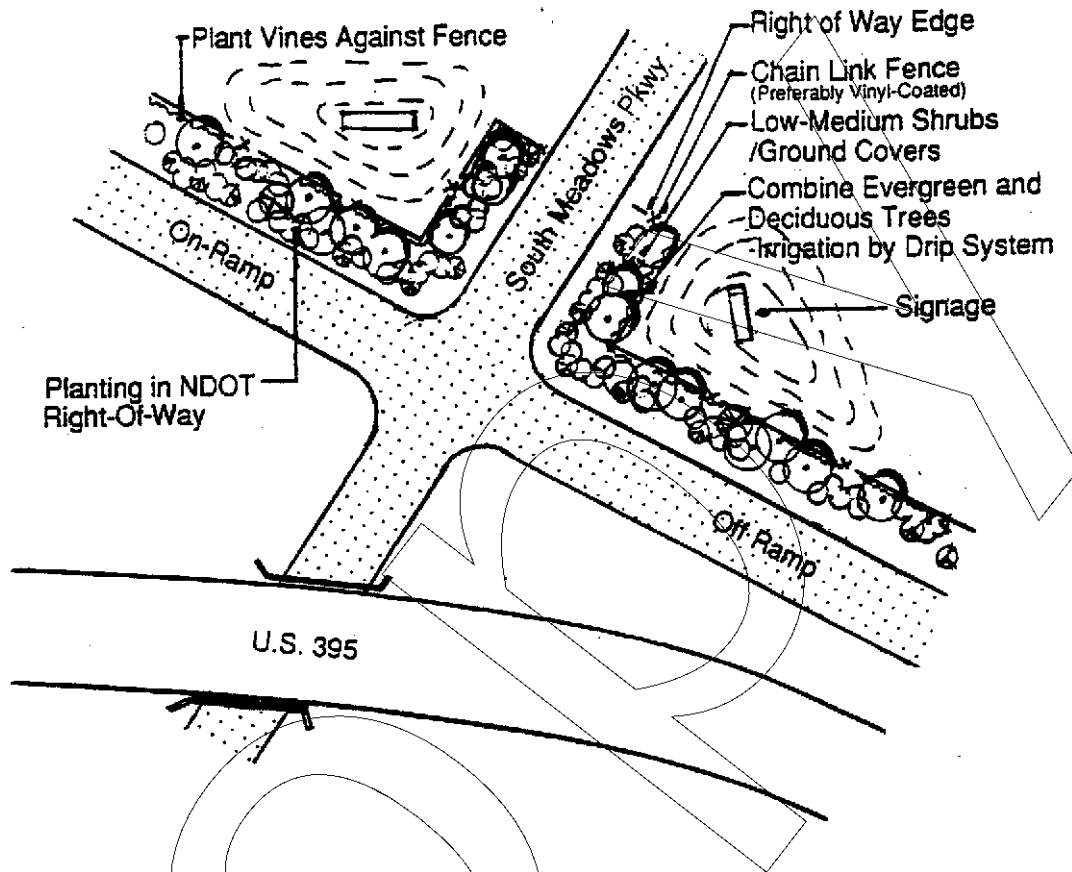 Plant Vines Against Fence
Right of Way Edge
Chain Link Fence
(Preferably Vinyl-Coated)
Low-Medium Shrubs
/Ground Covers
Combine Evergreen and
Deciduous Trees
-Irrigation by Drip System
Signage
South Meadows Pkwy
On-Ramp
Planting in NDOT
Right-Of-Way
Off Ramp
U.S. 395